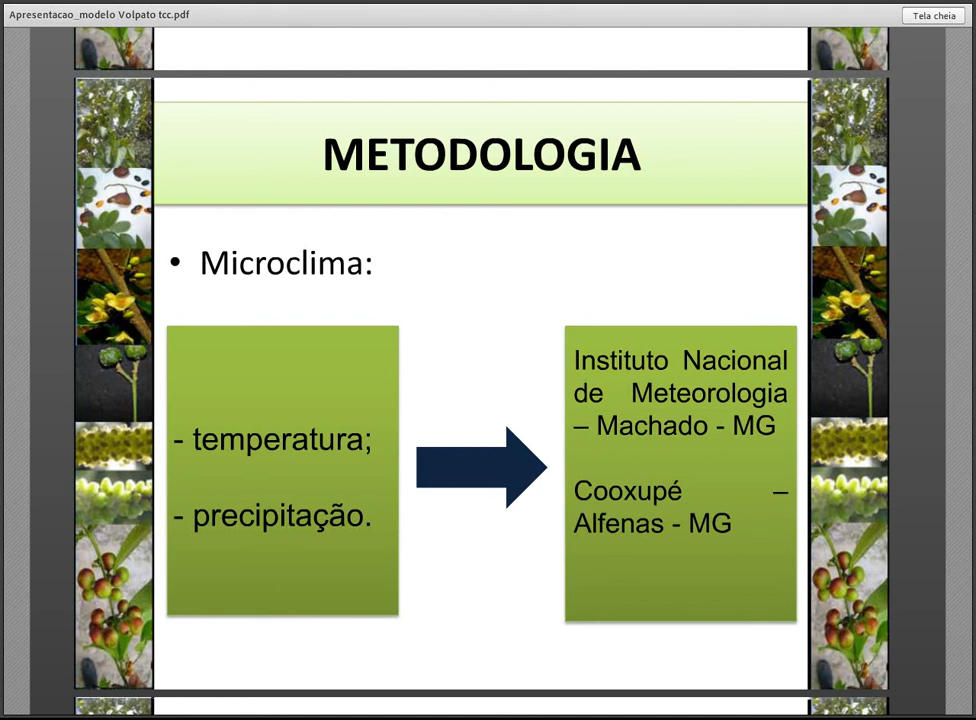 Apresentacao_modelo Volpato tcc.pdf
Tela cheia
METODOLOGIA
• Microclima:
- temperatura;
- precipitação.
Instituto Nacional
de Meteorologia
– Machado - MG
Cooxupé –
Alfenas - MG